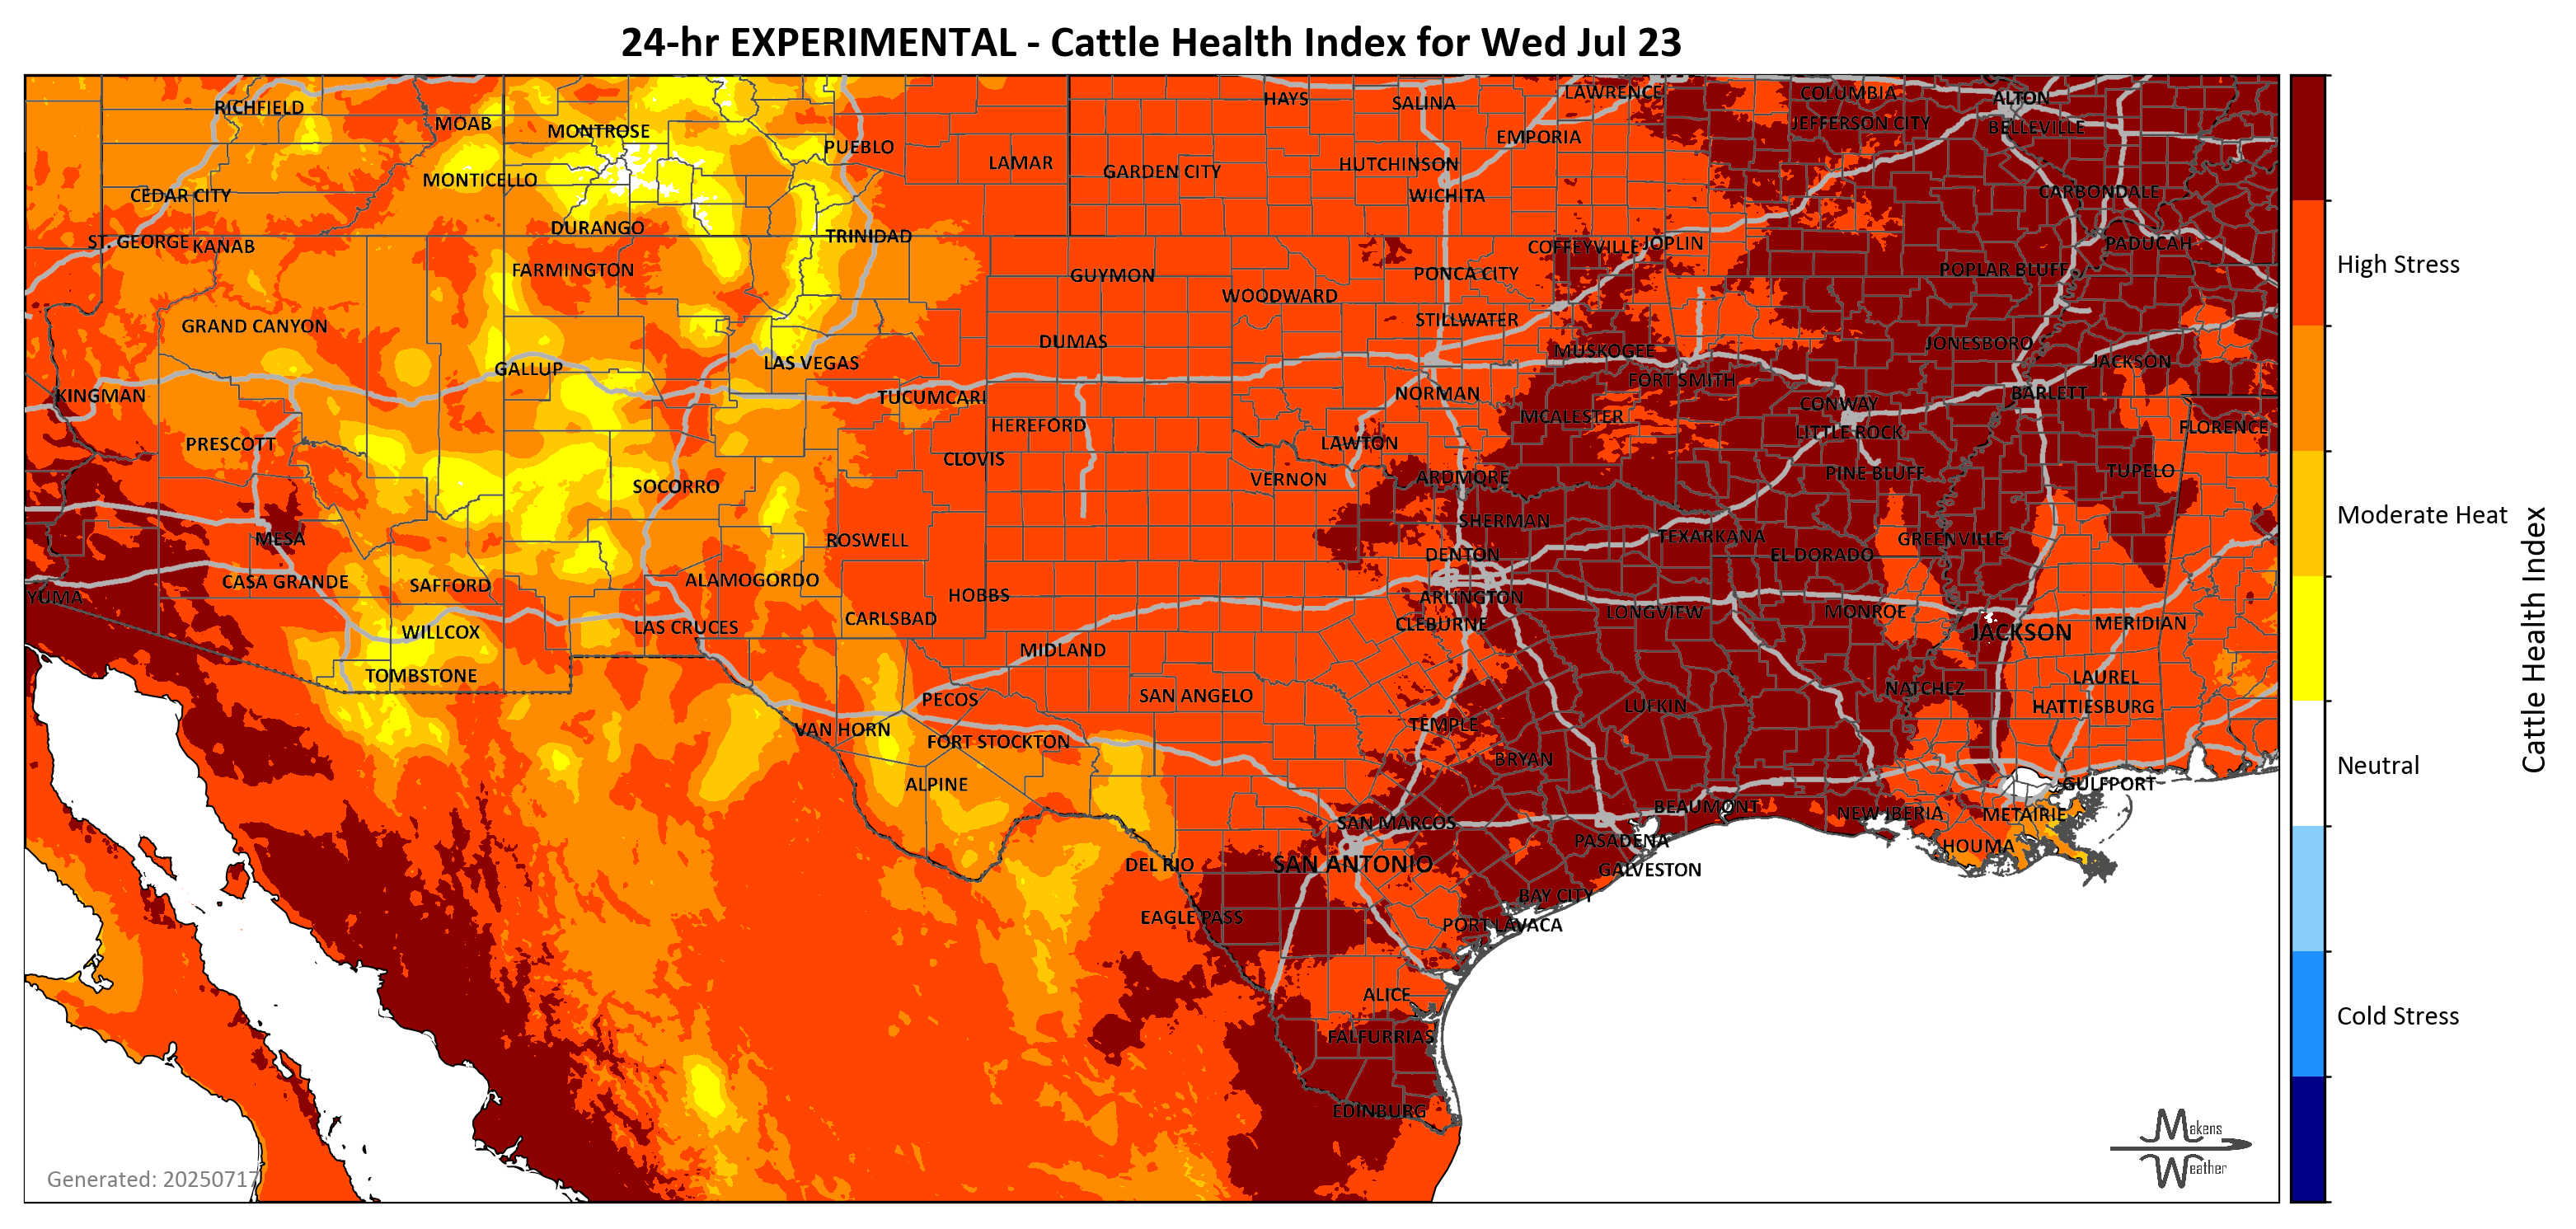 24-hr EXPERIMENTAL - Cattle Health Index for Wed Jul 23
RICHFIELD
MOAB
MONTROSE
PUEBLO
LAMAR
HAYS
SALINA
LAWRENCE
COLUMBIA
ALTON
JEFFERSON CITY
BELLEVILLE
EMPORIA
GARDEN CITY
HUTCHINSON
WICHITA
MONTICELLO
CEDAR CITY
CARBONDALE
DURANGO
TRINIDAD
ST. GEORGE
KANAB
COFFEYVILLE
JOPLIN
PADUCAH
FARMINGTON
GUYMON
PONCA CITY
POPLAR BLUFF
High Stress
WOODWARD
GRAND CANYON
STILLWATER
DUMAS
MUSKOGEE
JONESBORO
JACKSON
GALLUP
LAS VEGAS
FORT SMITH
KINGMAN
TUCUMCARI
NORMAN
BARLETT
CONWAY
MCALESTER
HEREFORD
LITTLE ROCK
FLORENCE
PRESCOTT
LAWTON
CLOVIS
VERNON
ARDMORE
PINE BLUFF
TUPELO
SOCORRO
SHERMAN
Moderate Heat
MESA
ROSWELL
TEXARKANA
GREENVILLE
DENTON
EL DORADO
CASA GRANDE
SAFFORD
ALAMOGORDO
YUMA
HOBBS
ARLINGTON
CARLSBAD
CLEBURNE
LONGVIEW
MONROE
WILLCOX
LAS CRUCES
JACKSON
MERIDIAN
MIDLAND
TOMBSTONE
LAUREL
PECOS
SAN ANGELO
NATCHEZ
LUFKIN
HATTIESBURG
VAN HORN
TEMPLE
FORT STOCKTON
BRYAN
Neutral
ALPINE
GULFPORT
BEAUMONT
NEW IBERIA
METAIRIE
SAN MARCOS
PASADENA
HOUMA
DEL RIO
SAN ANTONIO
GALVESTON
BAY CITY
EAGLE PASS
PORT LAVACA
ALICE
Cold Stress
FALFURRIAS
EDINBURG
Cattle Health Index
Makens
Weather
Generated: 20250717